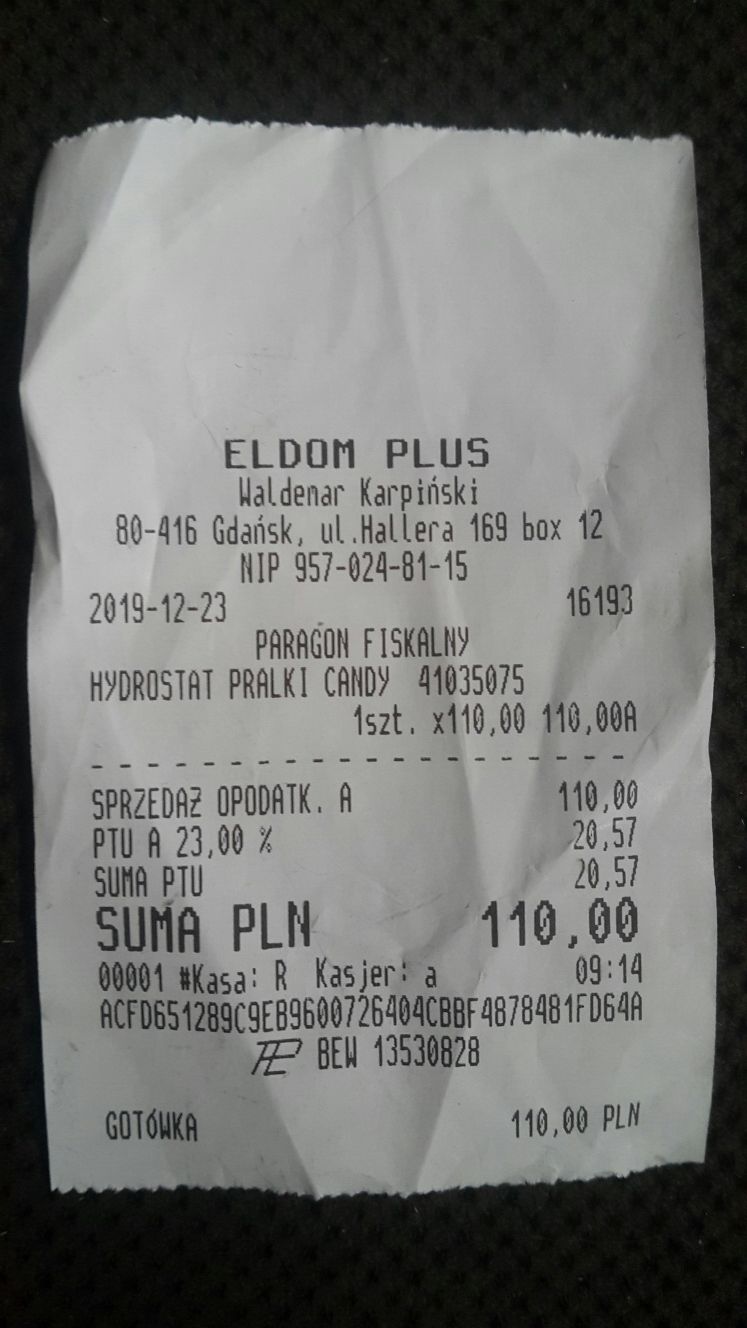 ELDOM PLUS
Waldemar Karpiński
80-416 Gdańsk, ul.Hallera 169 box 12
NIP 957-024-81-15
2019-12-23 16193
PARAGON FISKALNY
HYDROSTAT PRALKI CANDY 41035075
1szt. x110,00 110,00A
- - - - - - - - - - - - - - - - - - - -
SPRZEDAŻ OPODATK. A 110,00
PTU A 23,00 % 20,57
SUMA PTU 20,57
SUMA PLN 110,00
00001 #Kasa: R Kasjer: a 09:14
ACFD651289C9EB9600726404CBBF4878481FD64A
BEW 13530828
GOTÓWKA 110,00 PLN